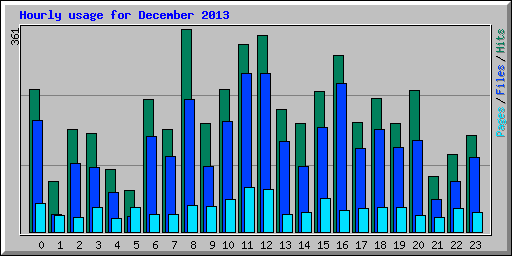 Hourly usage for December 2013
361
Pages / Files / Hits
0 1 2 3 4 5 6 7 8 9 10 11 12 13 14 15 16 17 18 19 20 21 22 23